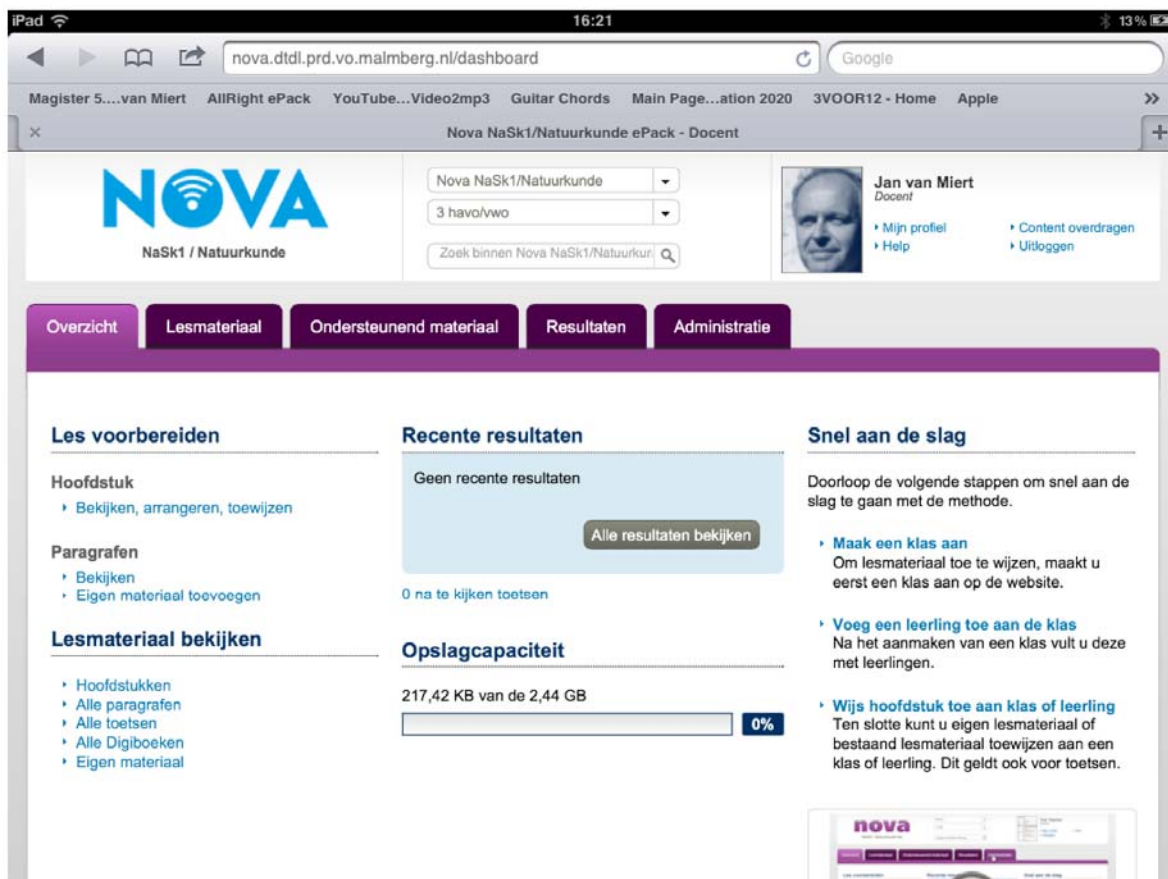 iPad 16:21 13%
nova.dtdl.prd.vo.malmberg.nl/dashboard Google
Magister 5....van Miert AllRight ePack YouTube...Video2mp3 Guitar Chords Main Page...ation 2020 3VOOR12 - Home Apple »
× Nova NaSk1/Natuurkunde ePack - Docent +
NOVA
NaSk1 / Natuurkunde
Nova NaSk1/Natuurkunde
3 havo/vwo
Zoek binnen Nova NaSk1/Natuurkun
Jan van Miert
Docent
Mijn profiel
Help
Content overdragen
Uitloggen
Overzicht Lesmateriaal Ondersteunend materiaal Resultaten Administratie
Les voorbereiden
Hoofdstuk
Bekijken, arrangeren, toewijzen
Paragrafen
Bekijken
Eigen materiaal toevoegen
Lesmateriaal bekijken
Hoofdstukken
Alle paragrafen
Alle toetsen
Alle Digiboeken
Eigen materiaal
Recente resultaten
Geen recente resultaten
Alle resultaten bekijken
0 na te kijken toetsen
Opslagcapaciteit
217,42 KB van de 2,44 GB
0%
Snel aan de slag
Doorloop de volgende stappen om snel aan de
slag te gaan met de methode.
Maak een klas aan
Om lesmateriaal toe te wijzen, maakt u
eerst een klas aan op de website.
Voeg een leerling toe aan de klas
Na het aanmaken van een klas vult u deze
met leerlingen.
Wijs hoofdstuk toe aan klas of leerling
Ten slotte kunt u eigen lesmateriaal of
bestaand lesmateriaal toewijzen aan een
klas of leerling. Dit geldt ook voor toetsen.
nova